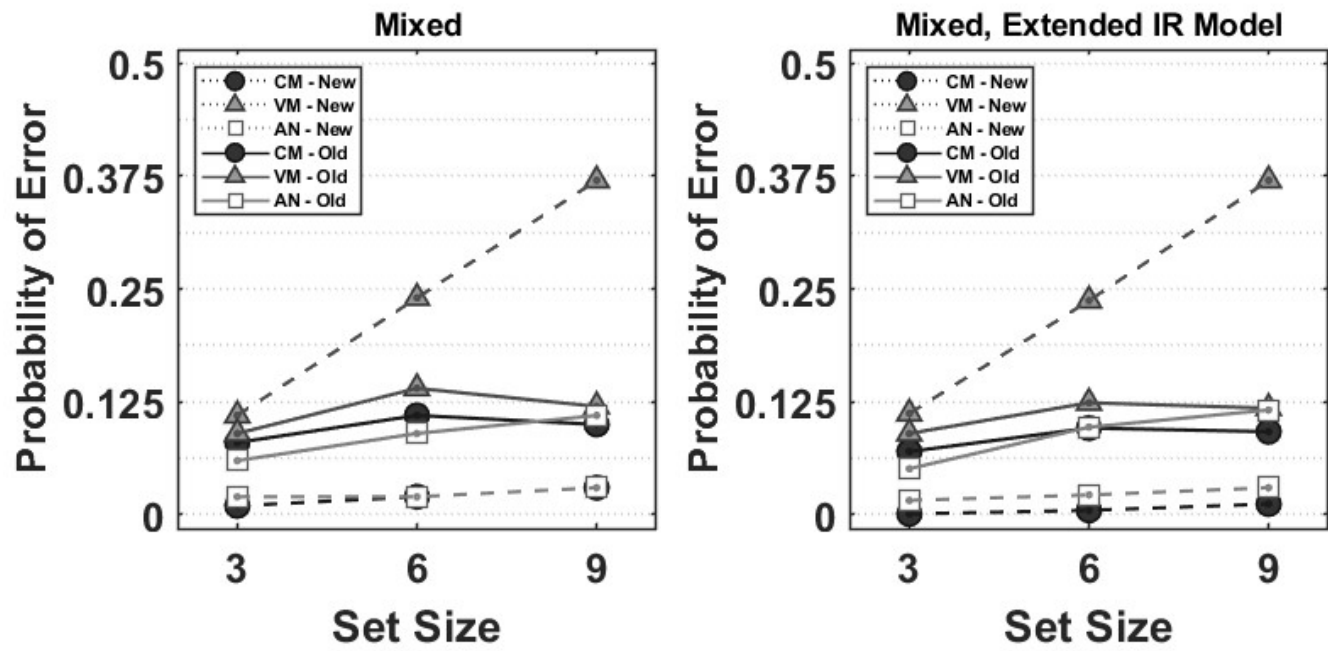 Mixed
Probability of Error
0.5
0.375
0.25
0.125
0
CM - New
VM - New
AN - New
CM - Old
VM - Old
AN - Old
3 6 9
Set Size
Mixed, Extended IR Model
Probability of Error
0.5
0.375
0.25
0.125
0
CM - New
VM - New
AN - New
CM - Old
VM - Old
AN - Old
3 6 9
Set Size